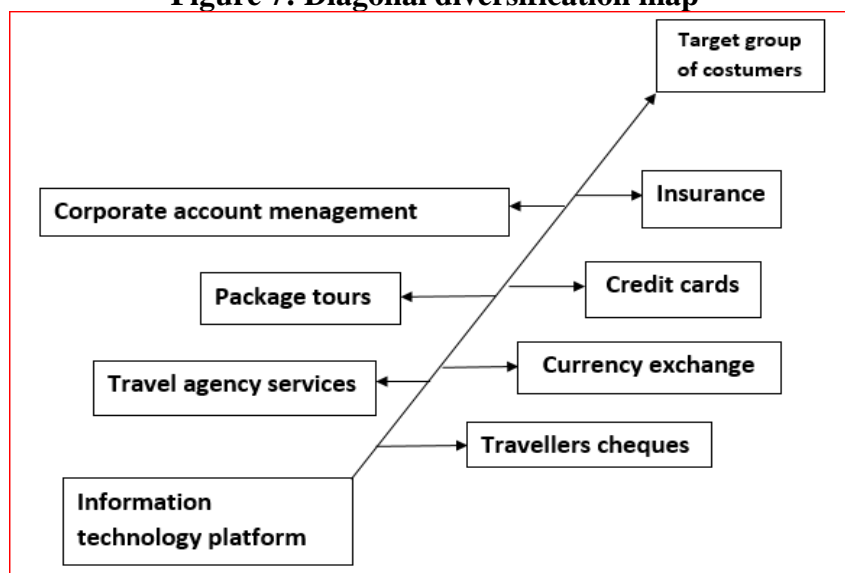 Figure 7: Diagonal diversification map
Target group
of costumers
Insurance
Corporate account menagement
Credit cards
Package tours
Currency exchange
Travel agency services
Travellers cheques
Information
technology platform